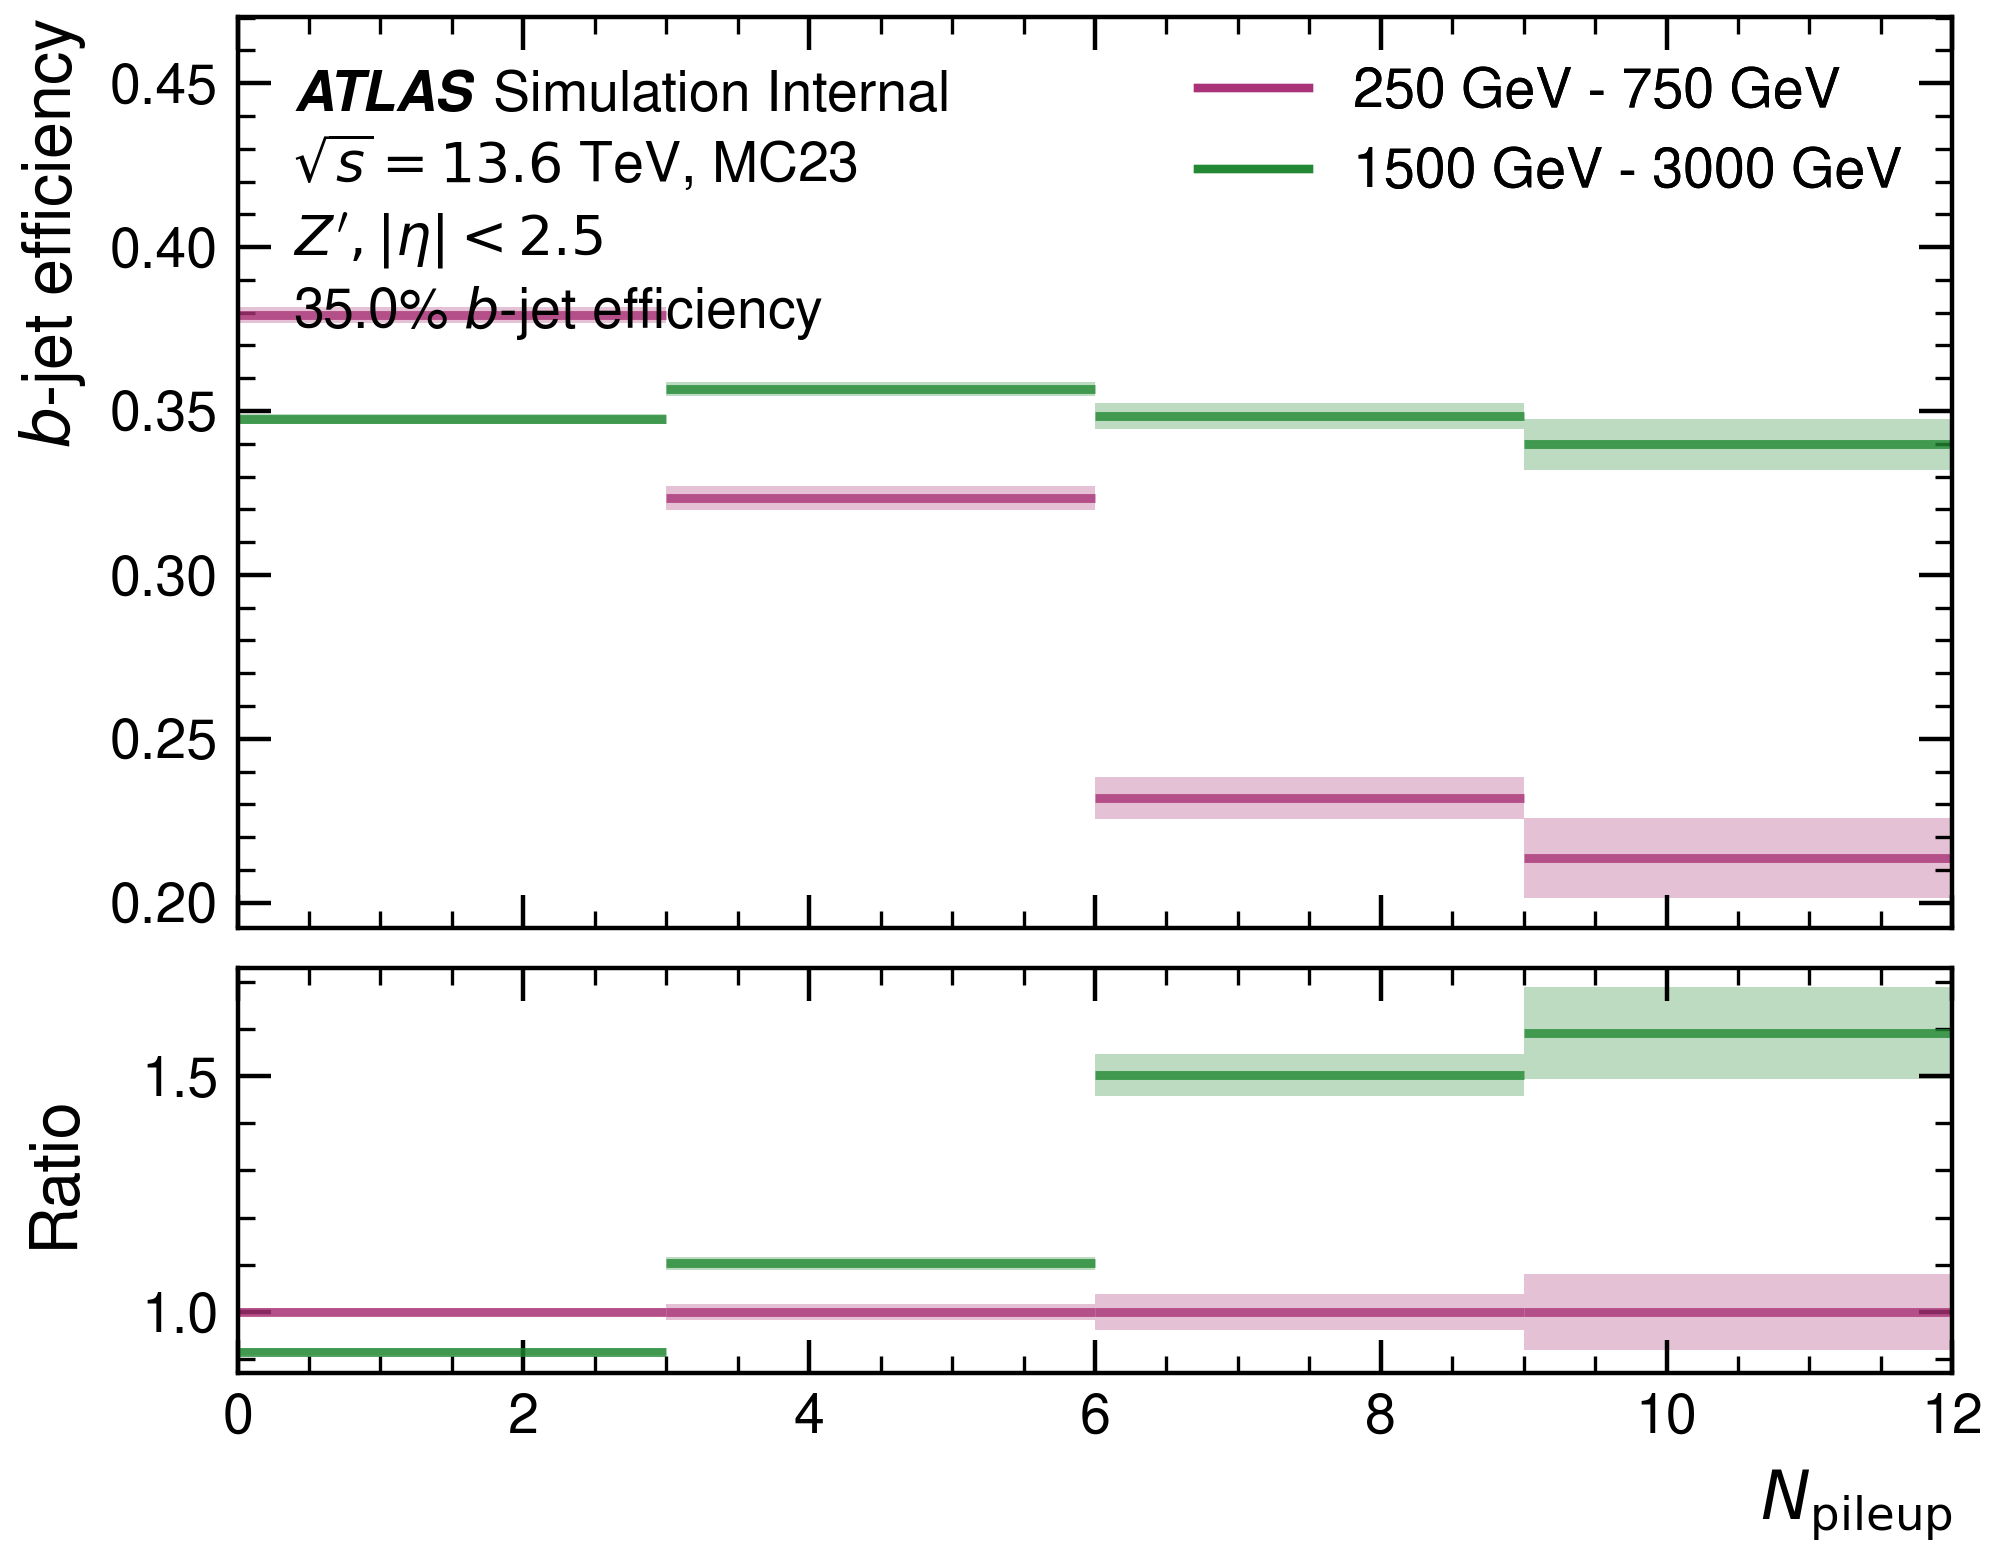 ATLAS Simulation Internal
√s = 13.6 TeV, MC23
Z′, |η| < 2.5
35.0% b-jet efficiency
250 GeV - 750 GeV
1500 GeV - 3000 GeV
b-jet efficiency
0.45
0.40
0.35
0.30
0.25
0.20
Ratio
1.5
1.0
0 2 4 6 8 10 12
N_pileup